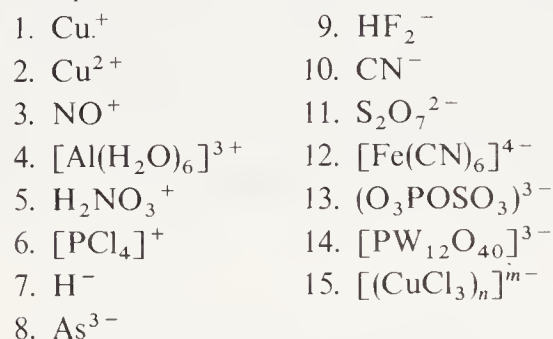 1. Cu.⁺
2. Cu²⁺
3. NO⁺
4. [Al(H₂O)₆]³⁺
5. H₂NO₃⁺
6. [PCl₄]⁺
7. H⁻
8. As³⁻
9. HF₂⁻
10. CN⁻
11. S₂O₇²⁻
12. [Fe(CN)₆]⁴⁻
13. (O₃POSO₃)³⁻
14. [PW₁₂O₄₀]³⁻
15. [(CuCl₃)ₙ]ᵐ⁻